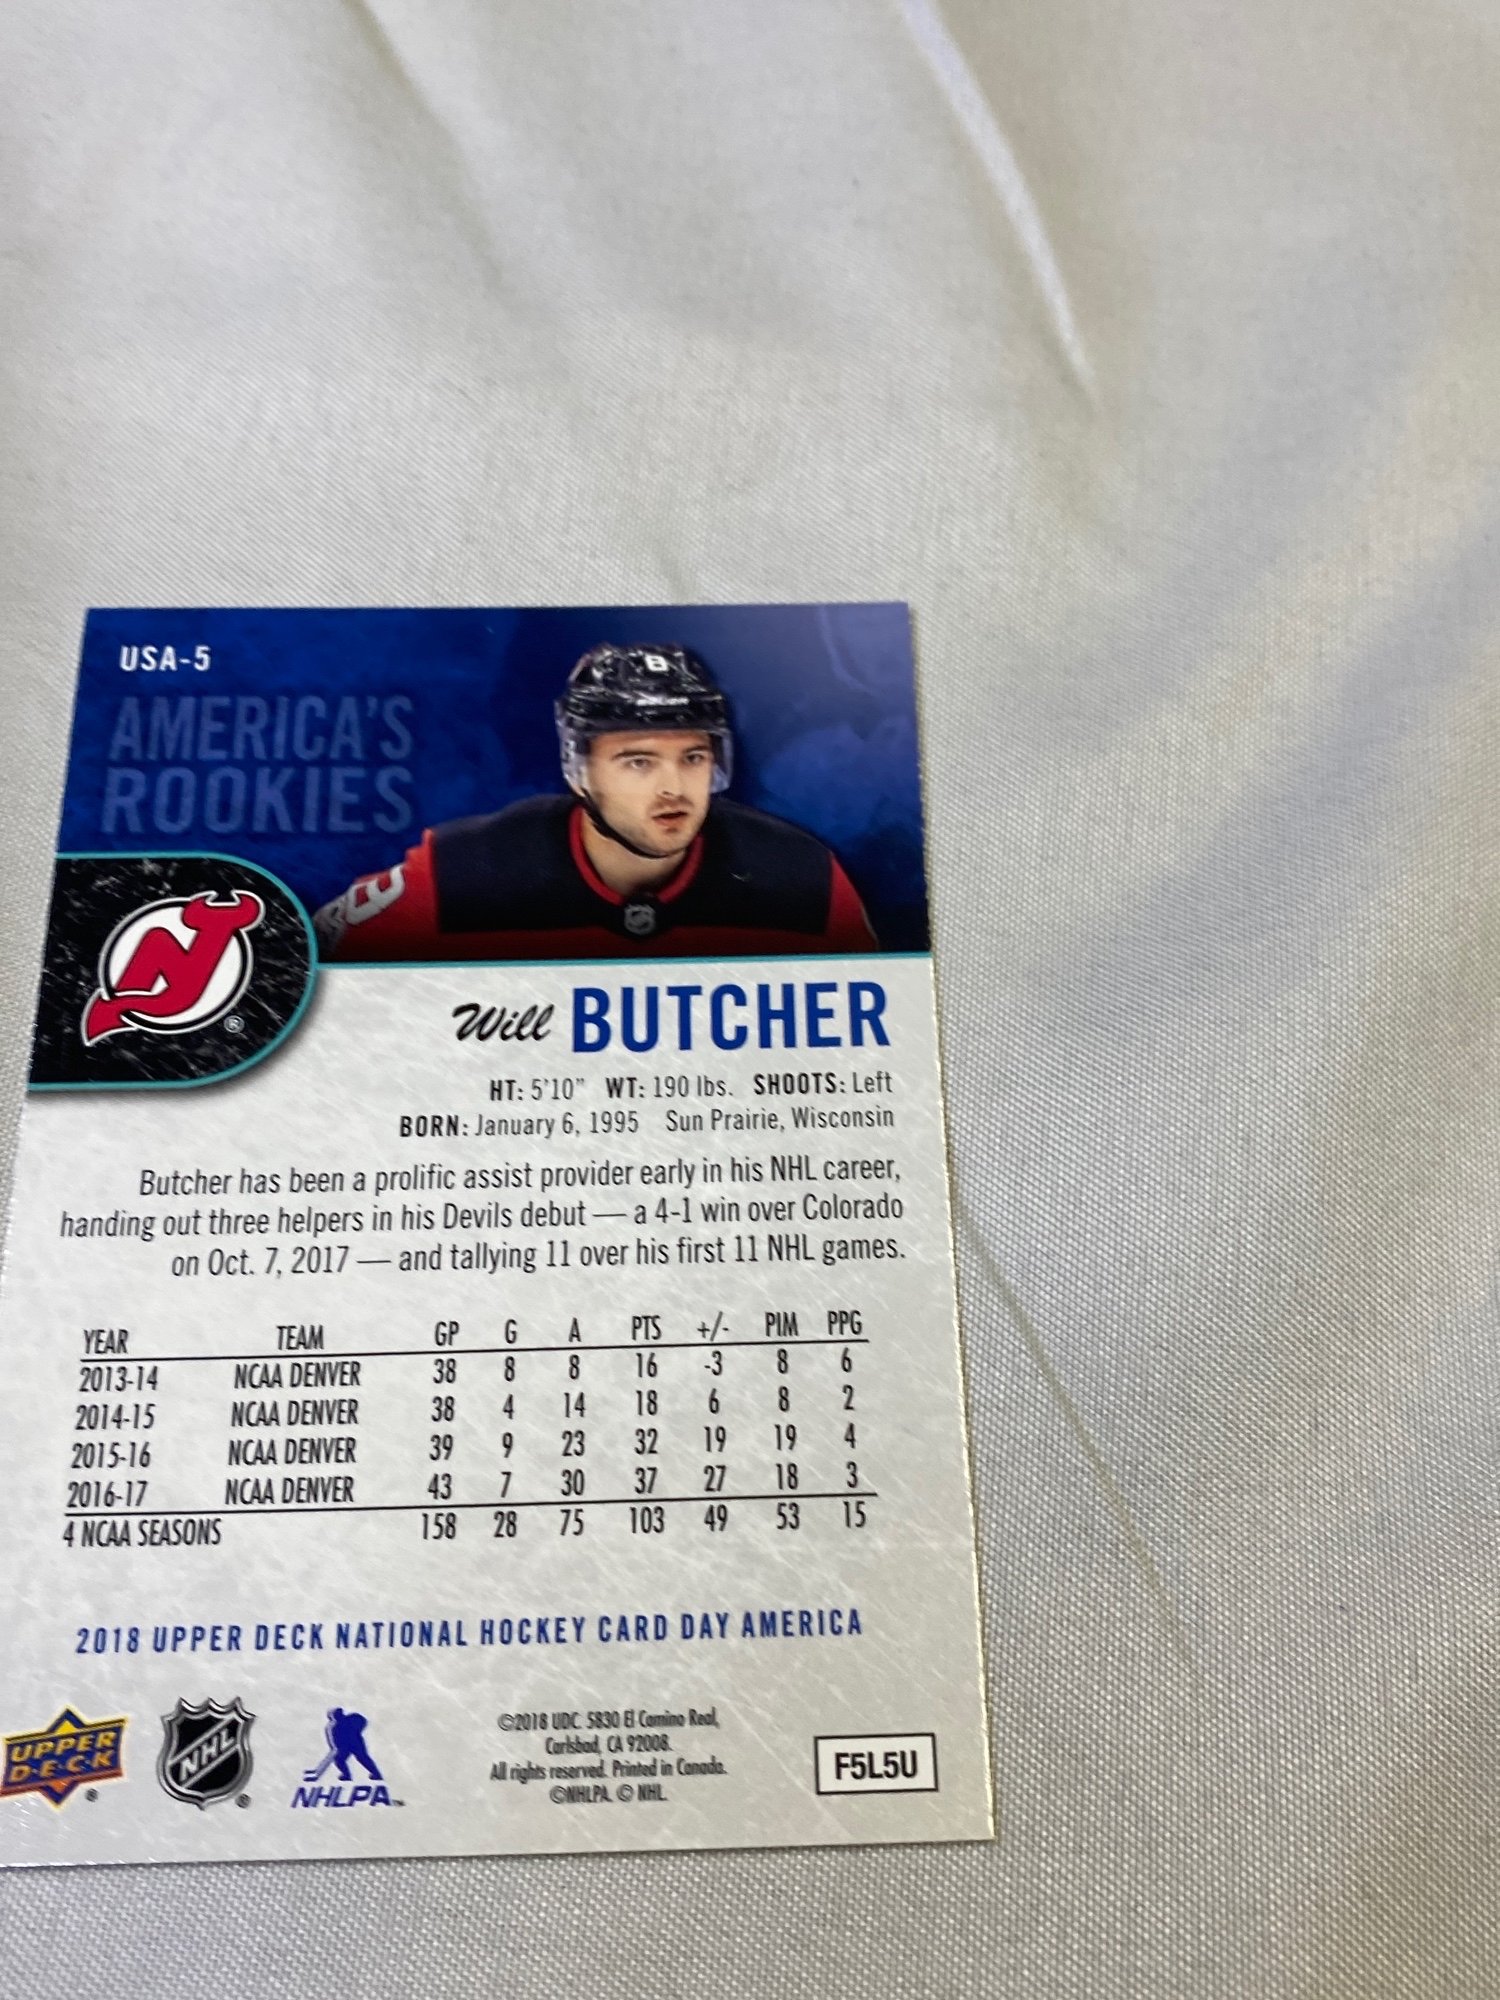 USA-5
AMERICA'S
ROOKIES
8
8
NJ
®
Will BUTCHER
HT: 5'10" WT: 190 lbs. SHOOTS: Left
BORN: January 6, 1995 Sun Prairie, Wisconsin
Butcher has been a prolific assist provider early in his NHL career,
handing out three helpers in his Devils debut — a 4-1 win over Colorado
on Oct. 7, 2017 — and tallying 11 over his first 11 NHL games.
YEAR TEAM GP G A PTS +/- PIM PPG
2013-14 NCAA DENVER 38 8 8 16 -3 8 6
2014-15 NCAA DENVER 38 4 14 18 6 8 2
2015-16 NCAA DENVER 39 9 23 32 19 19 4
2016-17 NCAA DENVER 43 7 30 37 27 18 3
4 NCAA SEASONS 158 28 75 103 49 53 15
2018 UPPER DECK NATIONAL HOCKEY CARD DAY AMERICA
UPPER
D·E·C·K
®
NHL
®
NHLPA™
©2018 UDC. 5830 El Camino Real,
Carlsbad, CA 92008.
All rights reserved. Printed in Canada.
©NHLPA. © NHL.
F5L5U